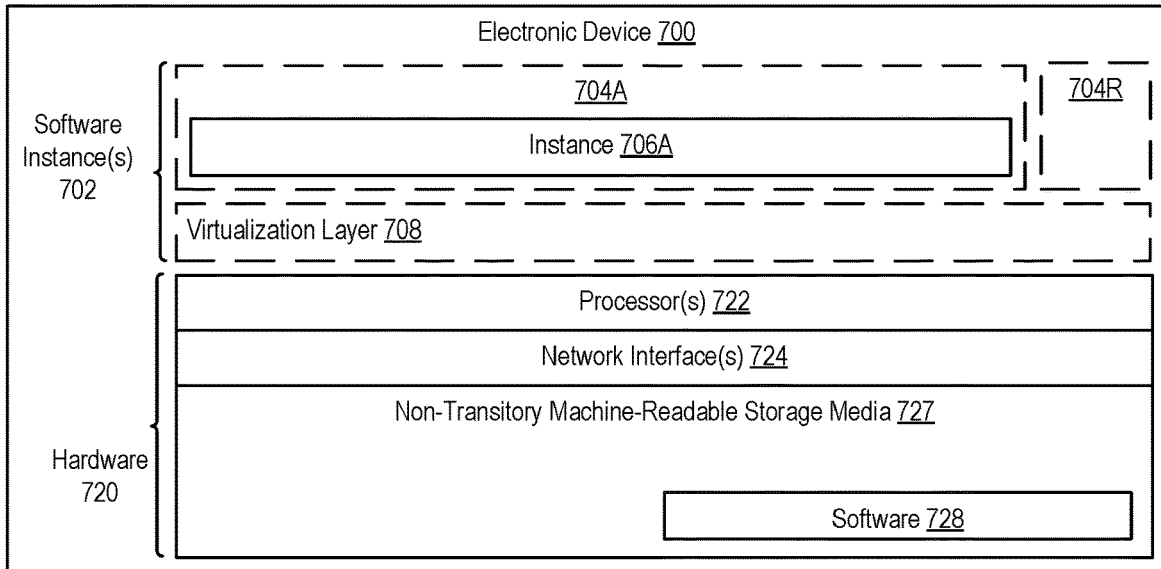 Electronic Device 700
Software
Instance(s)
702
704A
704R
Instance 706A
Virtualization Layer 708
Hardware
720
Processor(s) 722
Network Interface(s) 724
Non-Transitory Machine-Readable Storage Media 727
Software 728